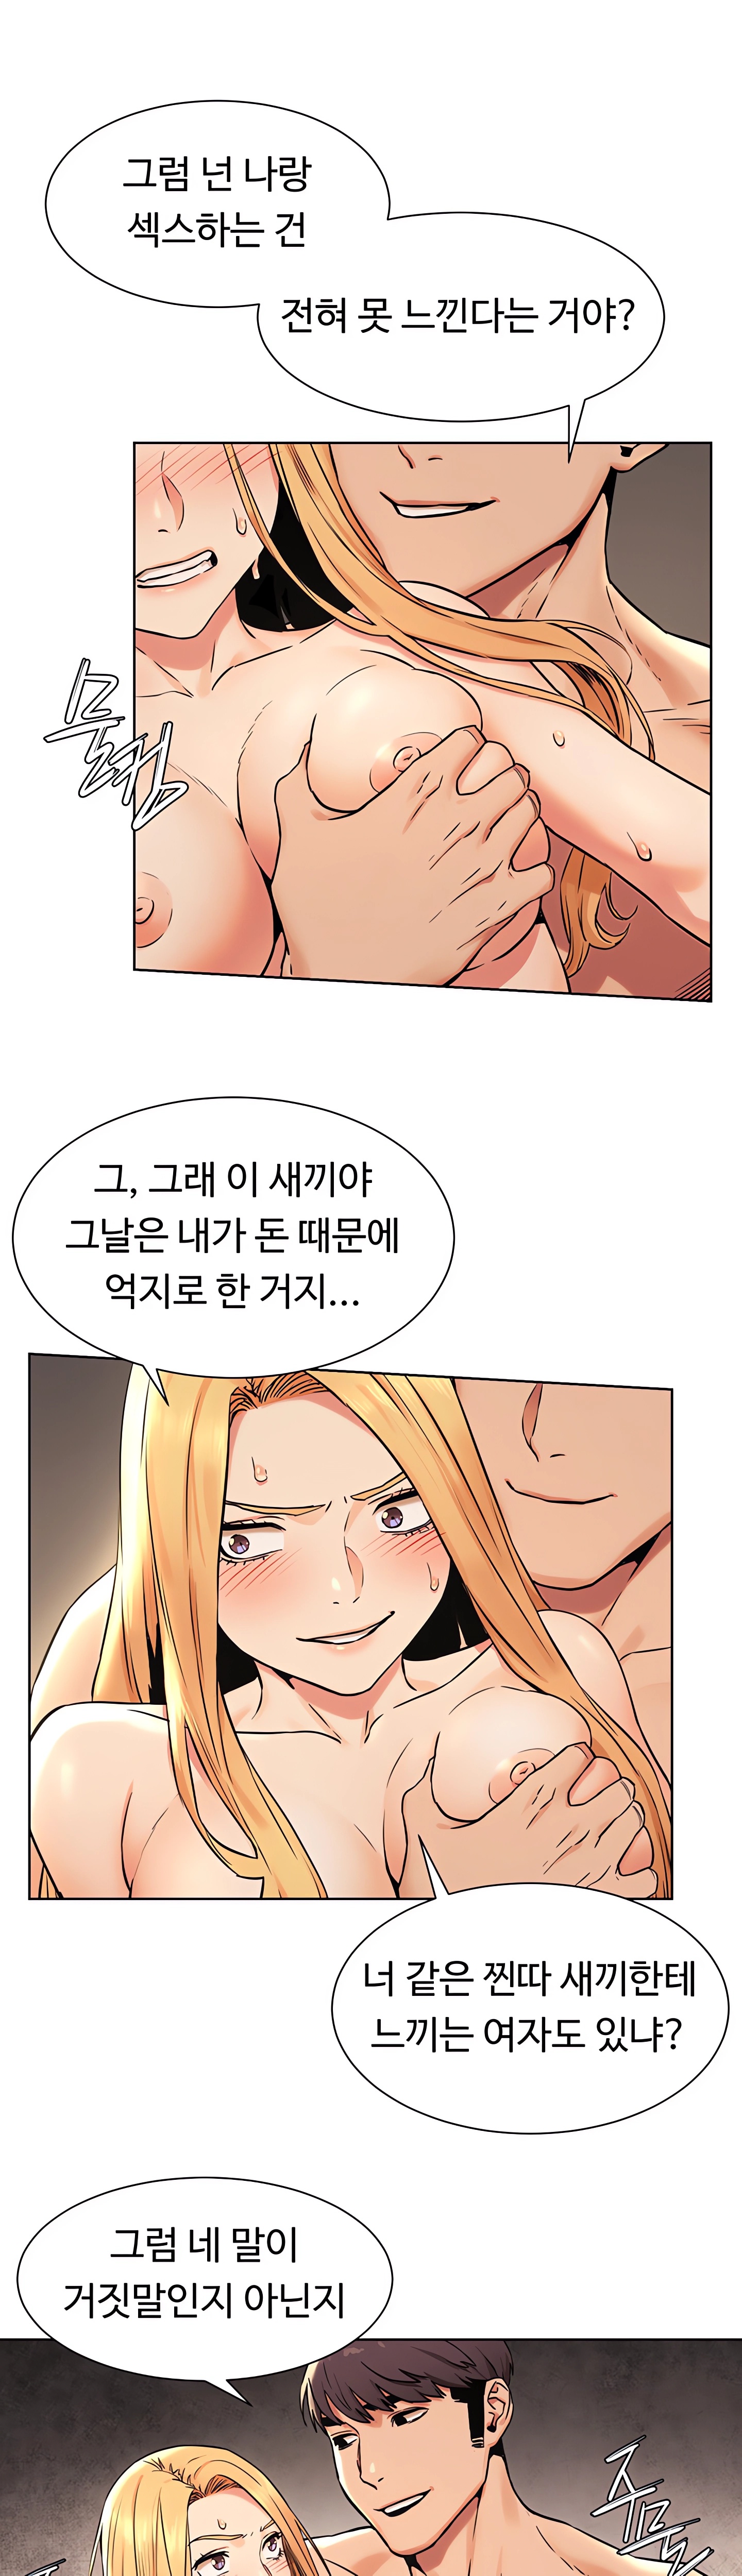 그럼 넌 나랑
섹스하는 건
전혀 못 느낀다는 거야?
물컹
그, 그래 이 새끼야
그날은 내가 돈 때문에
억지로 한 거지...
너 같은 찐따 새끼한테
느끼는 여자도 있냐?
그럼 네 말이
거짓말인지 아닌지